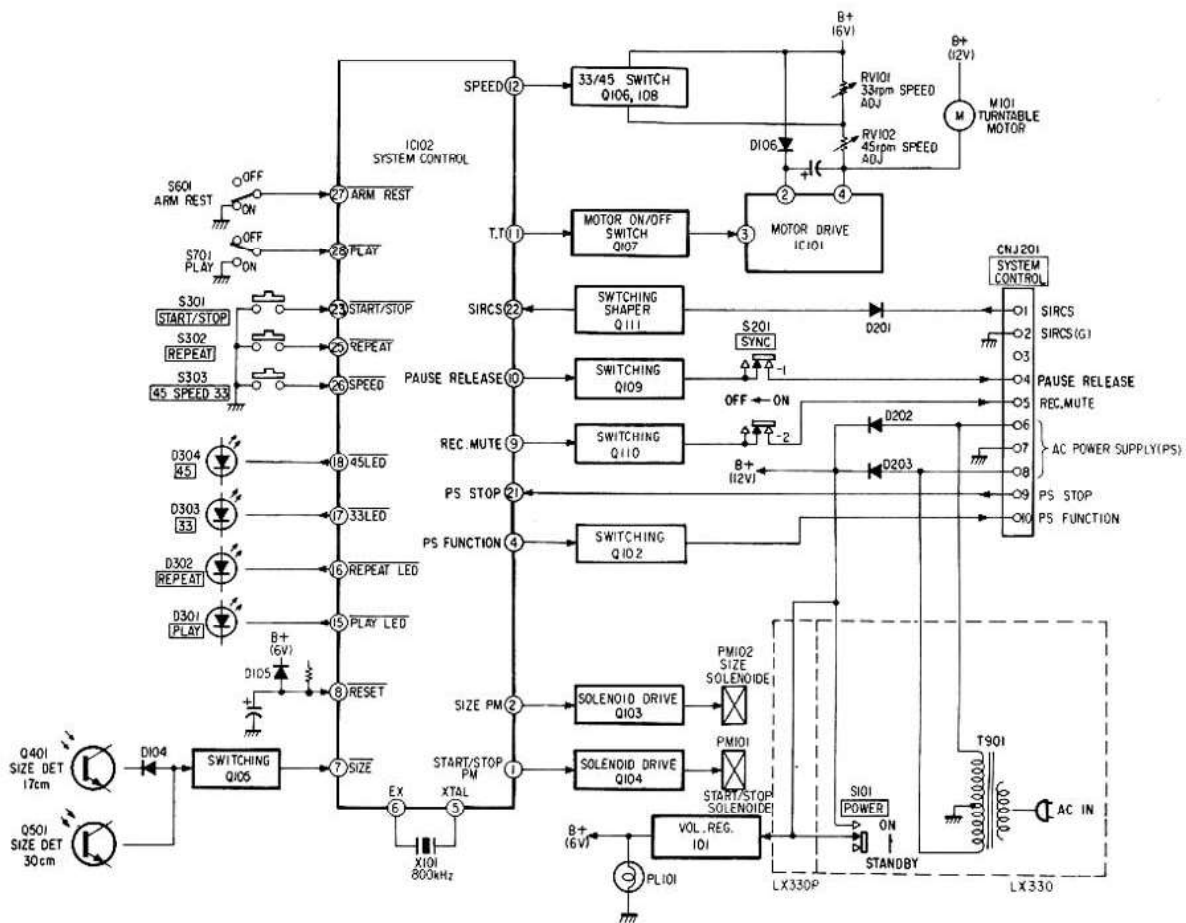 B+
(6V)
B+
(12V)
SPEED 12
33/45 SWITCH
Q106, 108
RV101
33rpm SPEED
ADJ
M
M101
TURNTABLE
MOTOR
D106
RV102
45rpm SPEED
ADJ
+
2
4
IC102
SYSTEM CONTROL
S601
ARM REST
OFF
ON
27 ARM REST
T.T 11
MOTOR ON/OFF
SWITCH
Q107
3
MOTOR DRIVE
IC101
S701
PLAY
OFF
ON
28 PLAY
CNJ201
SYSTEM
CONTROL
S301
START/STOP
23 START/STOP
SIRCS 22
SWTCHING
SHAPER
Q111
D201
1 SIRCS
2 SIRCS(G)
3
S302
REPEAT
25 REPEAT
S201
SYNC
S303
45 SPEED 33
26 SPEED
PAUSE RELEASE 10
SWITCHING
Q109
-1
4 PAUSE RELEASE
OFF ← ON
5 REC.MUTE
REC.MUTE 9
SWITCHING
Q110
-2
D202
6
7 AC POWER SUPPLY(PS)
8
D304
45
18 45LED
B+
(12V)
D203
PS STOP 21
9 PS STOP
D303
33
17 33LED
PS FUNCTION 4
SWITCHING
Q102
10 PS FUNCTION
D302
REPEAT
16 REPEAT LED
D301
PLAY
15 PLAY LED
B+
(6V)
D105
+
8 RESET
SIZE PM 2
SOLENOID DRIVE
Q103
PM102
SIZE
SOLENOIDE
Q401
SIZE DET
17cm
D104
SWITCHING
Q105
7 SIZE
START/STOP
PM 1
SOLENOID DRIVE
Q104
PM101
START/STOP
SOLENOIDE
T901
AC IN
Q501
SIZE DET
30cm
EX
6
XTAL
5
X101
800kHz
B+
(6V)
VOL.REG.
101
PL101
S101
POWER
ON
STANDBY
LX330P
LX330